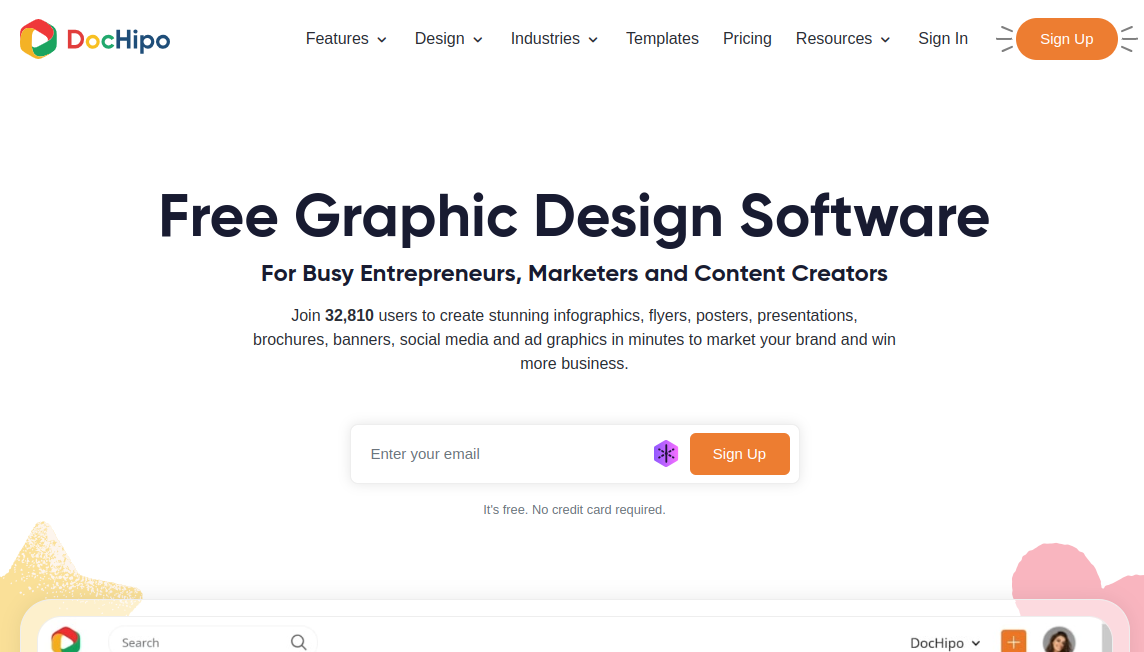 DocHipo
Features
Design
Industries
Templates
Pricing
Resources
Sign In
Sign Up
Free Graphic Design Software
For Busy Entrepreneurs, Marketers and Content Creators
Join 32,810 users to create stunning infographics, flyers, posters, presentations,
brochures, banners, social media and ad graphics in minutes to market your brand and win
more business.
Enter your email
Sign Up
It's free. No credit card required.
Search
DocHipo